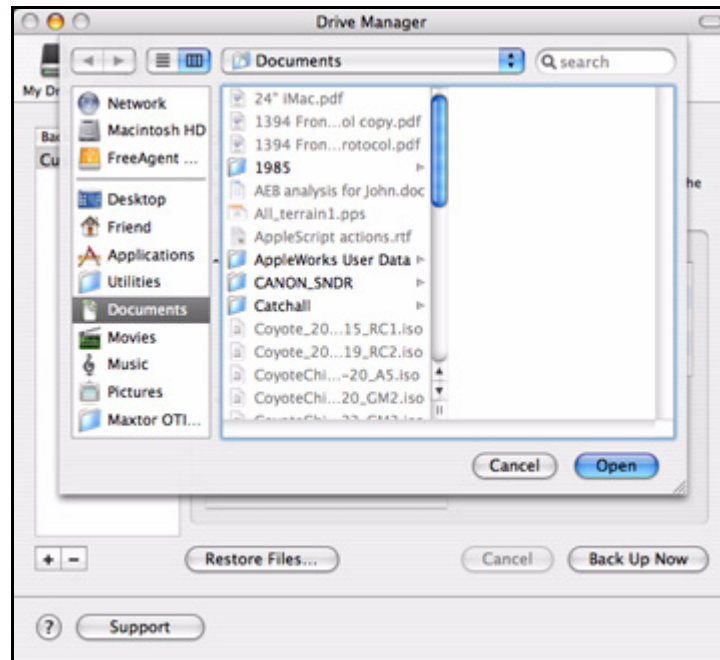 Drive Manager
Documents
search
My Dr
Network
Macintosh HD
FreeAgent ...
Desktop
Friend
Applications
Utilities
Documents
Movies
Music
Pictures
Maxtor OTI...
24" iMac.pdf
1394 Fron...ol copy.pdf
1394 Fron...rotocol.pdf
1985
AEB analysis for John.doc
All_terrain1.pps
AppleScript actions.rtf
AppleWorks User Data
CANON_SNDR
Catchall
Coyote_20...15_RC1.iso
Coyote_20...19_RC2.iso
CoyoteChi...-20_A5.iso
CoyoteChi...20_GM2.iso
Bac
Cu
he
Cancel
Open
+ -
Restore Files...
Cancel
Back Up Now
?
Support